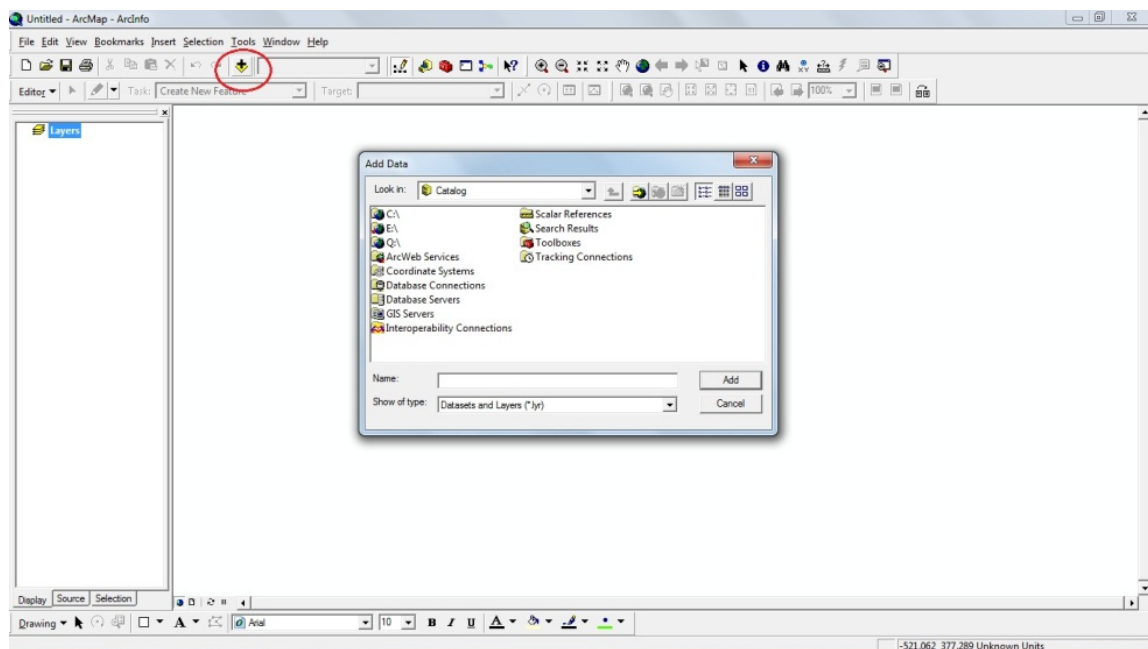 Untitled - ArcMap - ArcInfo
File Edit View Bookmarks Insert Selection Tools Window Help
Editor Task: Create New Feature Target: 100%
Layers
Add Data
Look in: Catalog
C:\
E:\
Q:\
ArcWeb Services
Coordinate Systems
Database Connections
Database Servers
GIS Servers
Interoperability Connections
Scalar References
Search Results
Toolboxes
Tracking Connections
Name: Add
Show of type: Datasets and Layers (*.lyr) Cancel
Display Source Selection
Drawing A Arial 10 B I U A
-521.062 377.289 Unknown Units